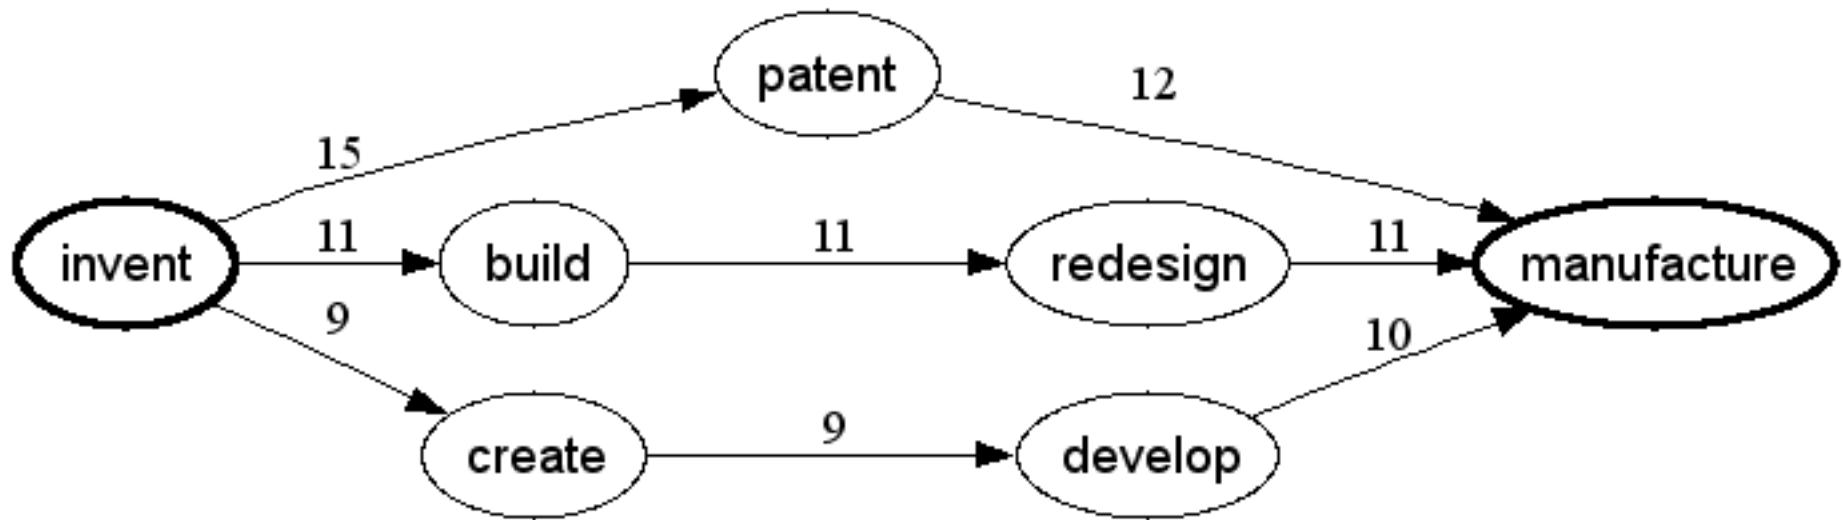 patent
12
15
invent
11
build
11
redesign
11
manufacture
9
10
create
9
develop